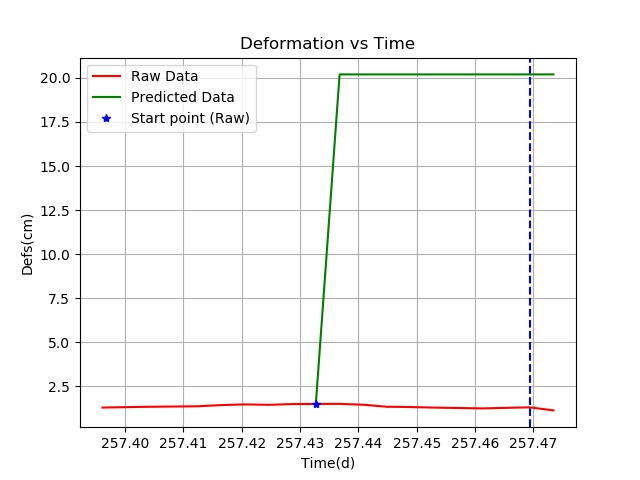 Deformation vs Time
Raw Data
Predicted Data
Start point (Raw)
20.0
17.5
15.0
12.5
10.0
7.5
5.0
2.5
Defs(cm)
257.40 257.41 257.42 257.43 257.44 257.45 257.46 257.47
Time(d)